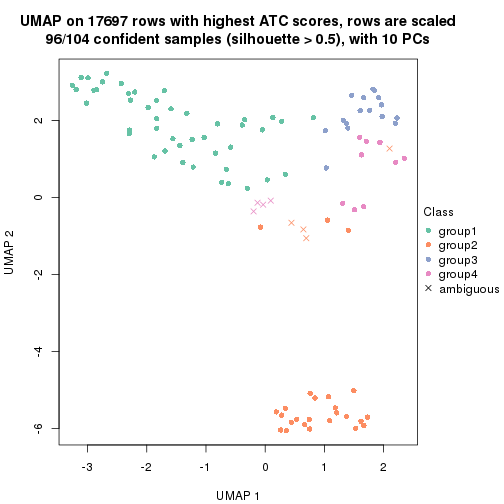 UMAP on 17697 rows with highest ATC scores, rows are scaled
96/104 confident samples (silhouette > 0.5), with 10 PCs
2
0
-2
-4
-6
UMAP 2
-3 -2 -1 0 1 2
UMAP 1
Class
group1
group2
group3
group4
ambiguous